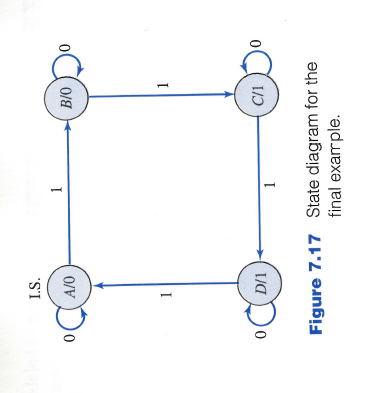 I.S.
1
0 A/0 B/0 0
1 1
0 D/1 C/1 0
1
Figure 7.17 State diagram for the
final example.